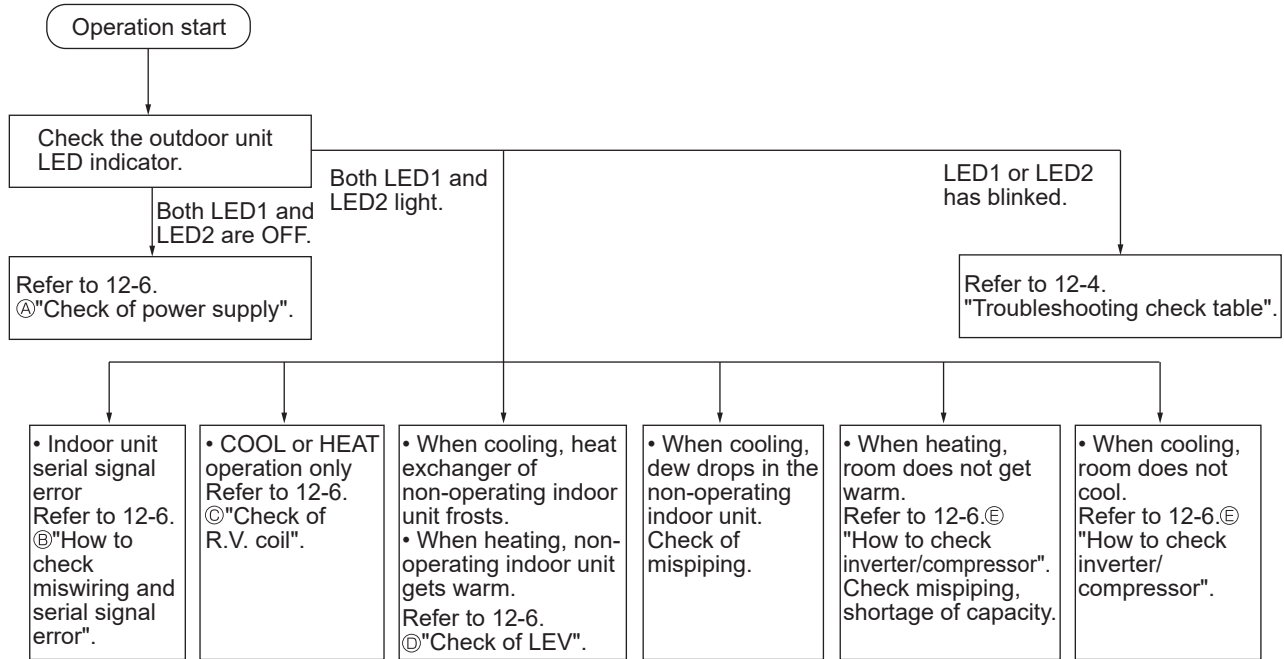 Operation start
Check the outdoor unit
LED indicator.
Both LED1 and
LED2 light.
LED1 or LED2
has blinked.
Both LED1 and
LED2 are OFF.
Refer to 12-6.
Ⓐ"Check of power supply".
Refer to 12-4.
"Troubleshooting check table".
• Indoor unit
serial signal
error
Refer to 12-6.
Ⓑ"How to
check
miswiring and
serial signal
error".
• COOL or HEAT
operation only
Refer to 12-6.
Ⓒ"Check of
R.V. coil".
• When cooling, heat
exchanger of
non-operating indoor
unit frosts.
• When heating, non-
operating indoor unit
gets warm.
Refer to 12-6.
Ⓓ"Check of LEV".
• When cooling,
dew drops in the
non-operating
indoor unit.
Check of
mispiping.
• When heating,
room does not get
warm.
Refer to 12-6.Ⓔ
"How to check
inverter/compressor".
Check mispiping,
shortage of capacity.
• When cooling,
room does not
cool.
Refer to 12-6.Ⓔ
"How to check
inverter/
compressor".